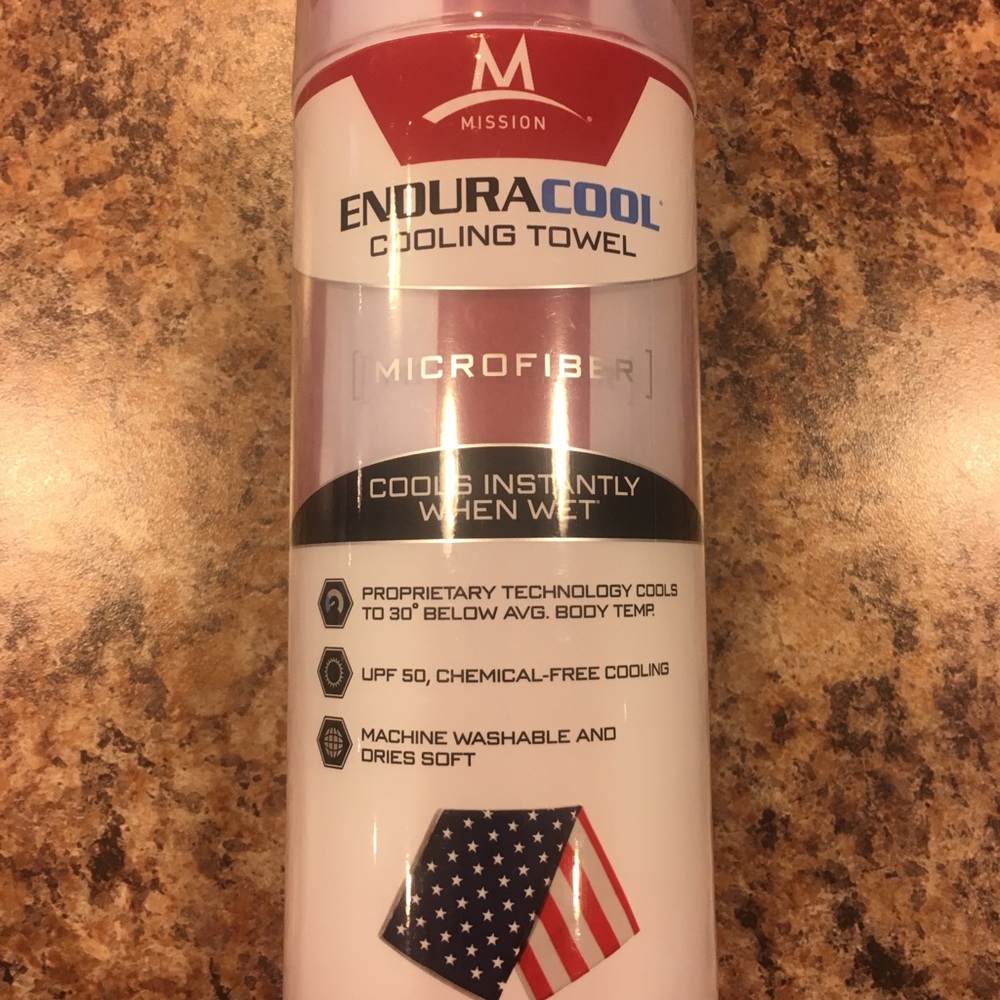 M
MISSION
ENDURACOOL
COOLING TOWEL
[MICROFIBER]
COOLS INSTANTLY
WHEN WET
PROPRIETARY TECHNOLOGY COOLS
TO 30° BELOW AVG. BODY TEMP.
UPF 50, CHEMICAL-FREE COOLING
MACHINE WASHABLE AND
DRIES SOFT